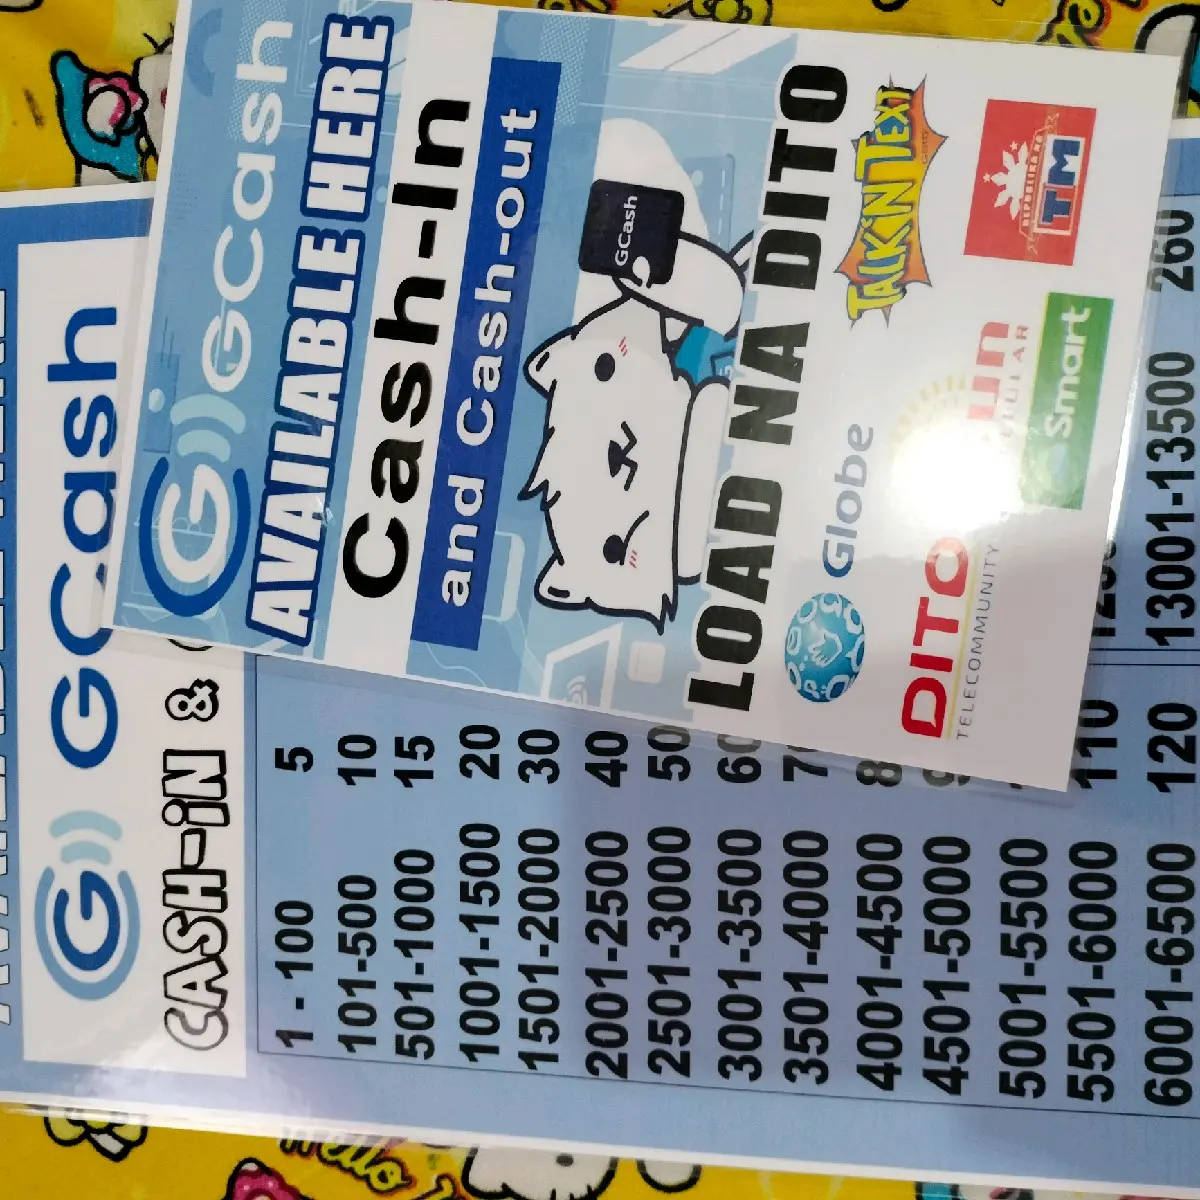 GCash
AVAILABLE HERE
Cash-In
and Cash-out
GCash
LOAD NA DITO
Globe
TALK'N TEXT
DITO
TELECOMMUNITY
REPUBLIKA NG
TM
Smart
GCash
CASH-iN &
1 - 100 5
101-500 10
501-1000 15
1001-1500 20
1501-2000 30
2001-2500 40
2501-3000 50
3001-3500
3501-4000
4001-4500
4501-5000
5001-5500
5501-6000 110
6001-6500 120
13001-13500 260
Hello